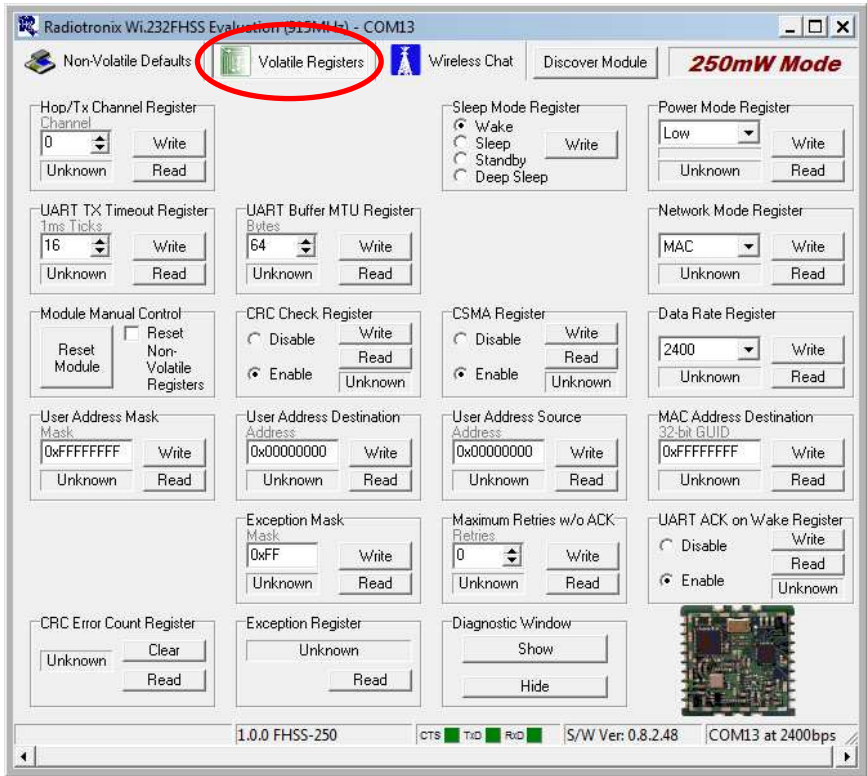 Radiotronix Wi.232FHSS Evaluation (915MHz) - COM13
Non-Volatile Defaults
Volatile Registers
Wireless Chat
Discover Module
250mW Mode
Hop/Tx Channel Register
Channel
0
Write
Unknown
Read
Sleep Mode Register
Wake
Sleep
Standby
Deep Sleep
Write
Power Mode Register
Low
Write
Unknown
Read
UART TX Timeout Register
1ms Ticks
16
Write
Unknown
Read
UART Buffer MTU Register
Bytes
64
Write
Unknown
Read
Network Mode Register
MAC
Write
Unknown
Read
Module Manual Control
Reset
Module
Reset
Non-
Volatile
Registers
CRC Check Register
Disable
Enable
Write
Read
Unknown
CSMA Register
Disable
Enable
Write
Read
Unknown
Data Rate Register
2400
Write
Unknown
Read
User Address Mask
Mask
0xFFFFFFFF
Write
Unknown
Read
User Address Destination
Address
0x00000000
Write
Unknown
Read
User Address Source
Address
0x00000000
Write
Unknown
Read
MAC Address Destination
32-bit GUID
0xFFFFFFFF
Write
Unknown
Read
Exception Mask
Mask
0xFF
Write
Unknown
Read
Maximum Retries w/o ACK
Retries
0
Write
Unknown
Read
UART ACK on Wake Register
Disable
Enable
Write
Read
Unknown
CRC Error Count Register
Unknown
Clear
Read
Exception Register
Unknown
Read
Diagnostic Window
Show
Hide
1.0.0 FHSS-250
CTS TxD RxD
S/W Ver: 0.8.2.48
COM13 at 2400bps